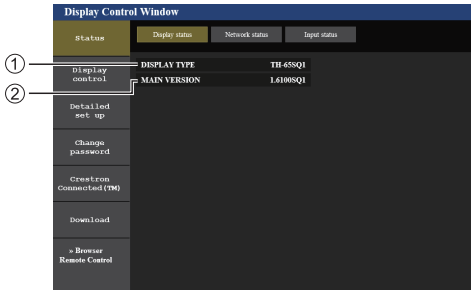 Display Control Window
Status
Display status
Network status
Input status
①
DISPLAY TYPE TH-65SQ1
②
MAIN VERSION 1.6100SQ1
Display
control
Detailed
set up
Change
password
Crestron
Connected(TM)
Download
» Browser
Remote Control